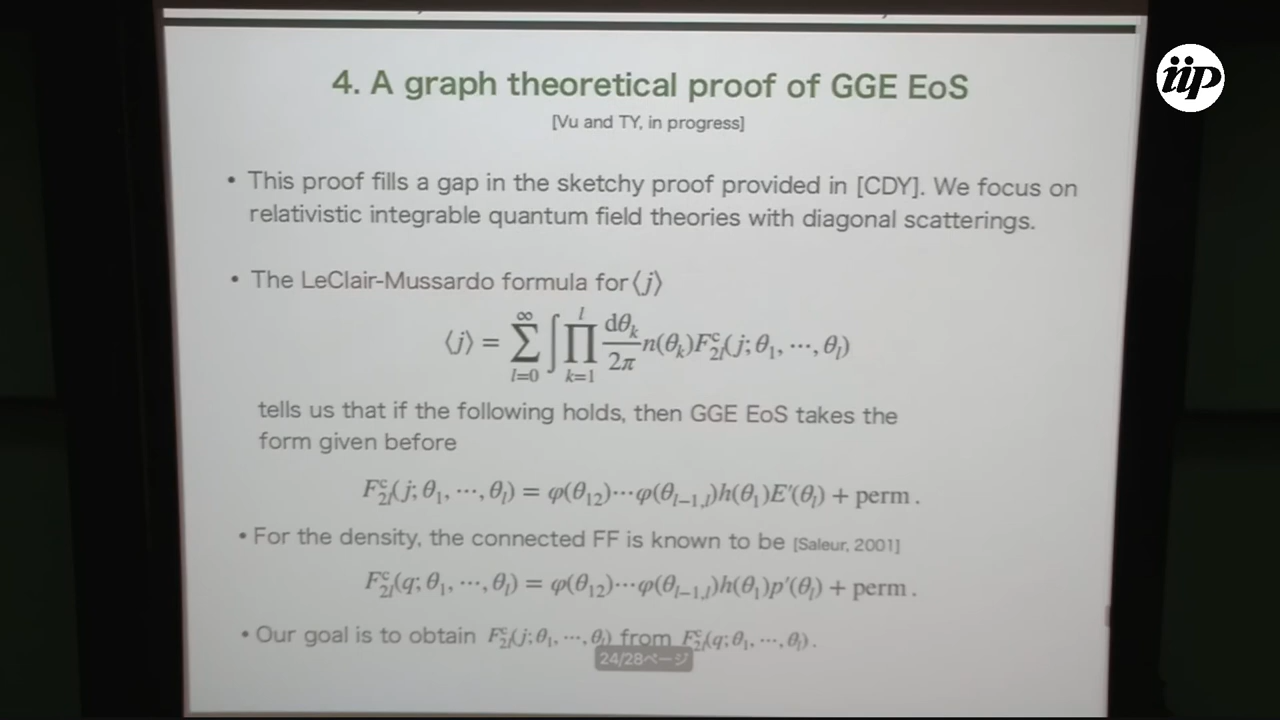 iip
4. A graph theoretical proof of GGE EoS
[Vu and TY, in progress]
• This proof fills a gap in the sketchy proof provided in [CDY]. We focus on
relativistic integrable quantum field theories with diagonal scatterings.
• The LeClair-Mussardo formula for ⟨j⟩
⟨j⟩ = ∑_{l=0}^{∞} ∫ ∏_{k=1}^{l} dθ_k/2π n(θ_k)F^c_{2l}(j; θ_1, ⋯, θ_l)
tells us that if the following holds, then GGE EoS takes the
form given before
F^c_{2l}(j; θ_1, ⋯, θ_l) = φ(θ_{12})⋯φ(θ_{l−1,l})h(θ_1)E′(θ_l) + perm.
• For the density, the connected FF is known to be [Saleur, 2001]
F^c_{2l}(q; θ_1, ⋯, θ_l) = φ(θ_{12})⋯φ(θ_{l−1,l})h(θ_1)p′(θ_l) + perm.
• Our goal is to obtain F^c_{2l}(j; θ_1, ⋯, θ_l) from F^c_{2l}(q; θ_1, ⋯, θ_l).
24/28ページ